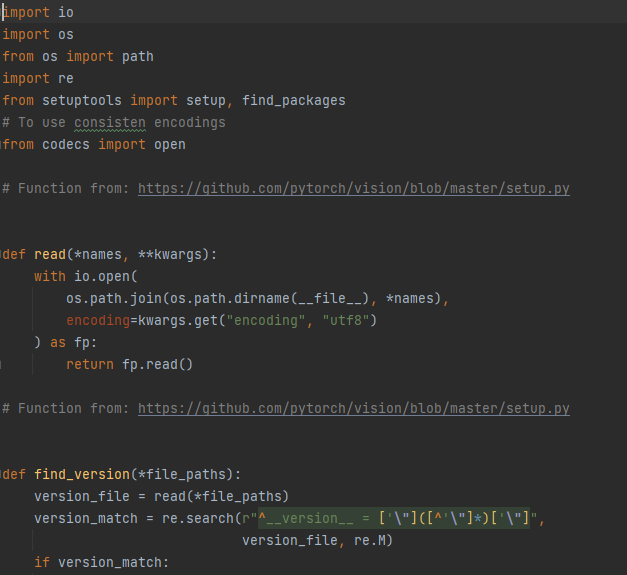 import io
import os
from os import path
import re
from setuptools import setup, find_packages
# To use consisten encodings
from codecs import open
# Function from: https://github.com/pytorch/vision/blob/master/setup.py
def read(*names, **kwargs):
    with io.open(
        os.path.join(os.path.dirname(__file__), *names),
        encoding=kwargs.get("encoding", "utf8")
    ) as fp:
        return fp.read()
# Function from: https://github.com/pytorch/vision/blob/master/setup.py
def find_version(*file_paths):
    version_file = read(*file_paths)
    version_match = re.search(r"^__version__ = ['\"]([^'\"]*)['\"]",
                              version_file, re.M)
    if version_match: